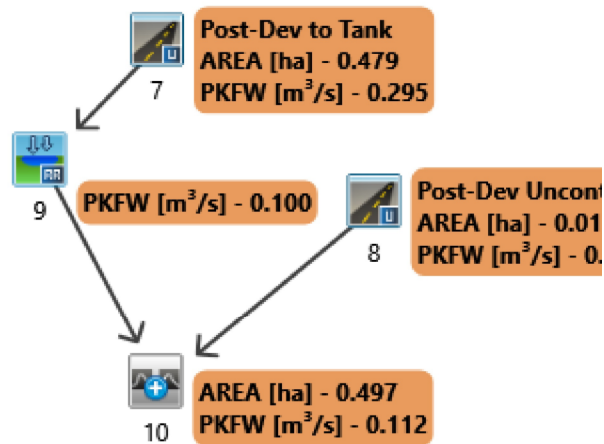 Post-Dev to Tank
AREA [ha] - 0.479
PKFW [m³/s] - 0.295
U
7
RR
9
PKFW [m³/s] - 0.100
U
8
Post-Dev Uncont
AREA [ha] - 0.01
PKFW [m³/s] - 0.
10
AREA [ha] - 0.497
PKFW [m³/s] - 0.112